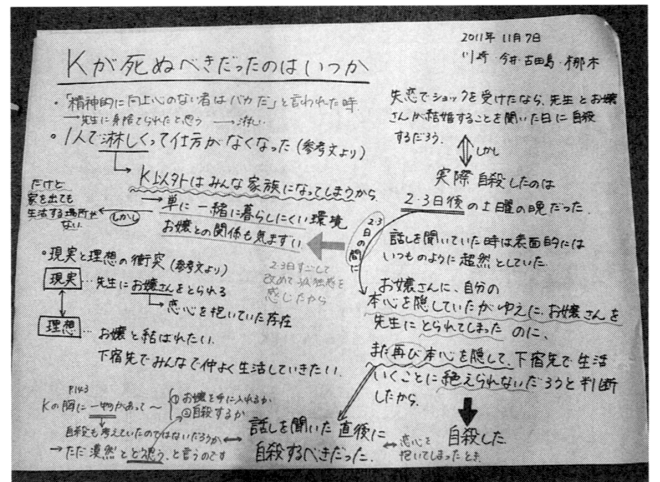 2011年 11月7日
川崎 今井・古田島・梛木
Kが死ぬべきだったのはいつか
・「精神的に向上心のない者はバカだ」と言われた時。
→先生に見捨てられたと思う →淋しい
・1人で淋しくって仕方がなくなった(参考文より)
K以外はみんな家族になってしまうから。
→単に一緒に暮らしにくい環境
お嬢との関係も気まずい
しかし
だけど
家を出ても
生活する場所が
ない。
2.3日の間に
2.3日すごして
改めて孤独感を
感じたから
・現実と理想の衝突(参考文より)
現実…先生にお嬢さんをとられる
恋心を抱いていた存在
理想…
お嬢と結ばれたい。
下宿先でみんなで仲よく生活していきたい。
P.143
Kの胸に一物があって〜
①お嬢を手に入れるか
②自殺するか
自殺も考えていたのではないだろうか
→ただ漠然とと思う、と言うのです
失恋でショックを受けたなら、先生とお嬢
さんが結婚することを聞いた日に自殺
するだろう。
しかし
実際自殺したのは
2・3日後の土曜の晩だった。
話しを聞いていた時は表面的には
いつものように超然としていた。
お嬢さんに、自分の
本心を隠していたがゆえに、お嬢さんを
先生にとられてしまったのに、
また再び本心を隠して、下宿先で生活
いくことに絶えられないだろうと判断
したから。
自殺した
話しを聞いた直後に
自殺するべきだった。
恋心を
抱いてしまったとき